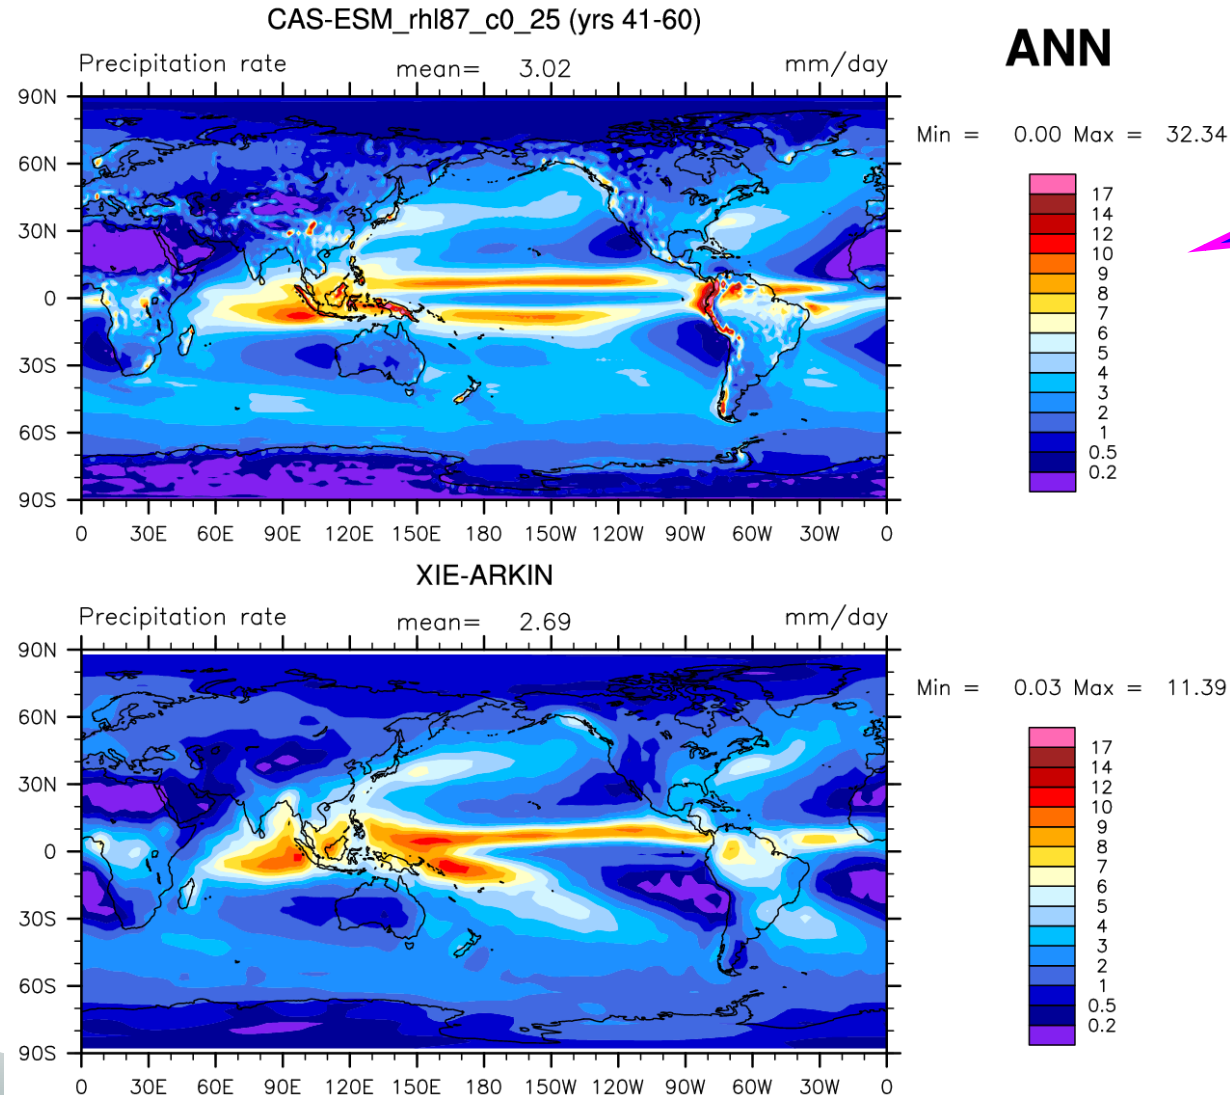 CAS-ESM_rhl87_c0_25 (yrs 41-60)
ANN
Precipitation rate mean= 3.02 mm/day
Min = 0.00 Max = 32.34
90N
60N
30N
0
30S
60S
90S
0 30E 60E 90E 120E 150E 180 150W 120W 90W 60W 30W 0
17
14
12
10
9
8
7
6
5
4
3
2
1
0.5
0.2
XIE-ARKIN
Precipitation rate mean= 2.69 mm/day
Min = 0.03 Max = 11.39
90N
60N
30N
0
30S
60S
90S
0 30E 60E 90E 120E 150E 180 150W 120W 90W 60W 30W 0
17
14
12
10
9
8
7
6
5
4
3
2
1
0.5
0.2